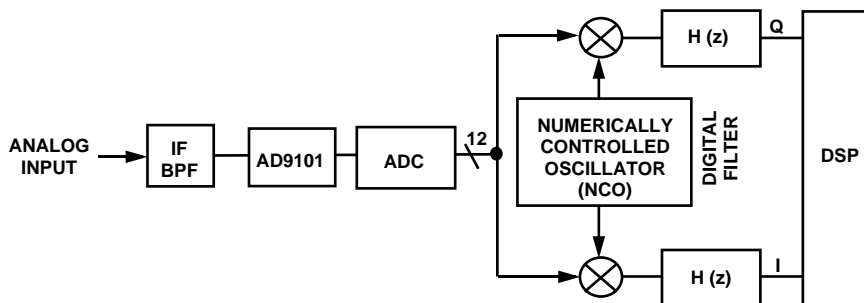 ANALOG
INPUT
IF
BPF
AD9101
ADC
12
NUMERICALLY
CONTROLLED
OSCILLATOR
(NCO)
DIGITAL
FILTER
H (z)
Q
H (z)
I
DSP